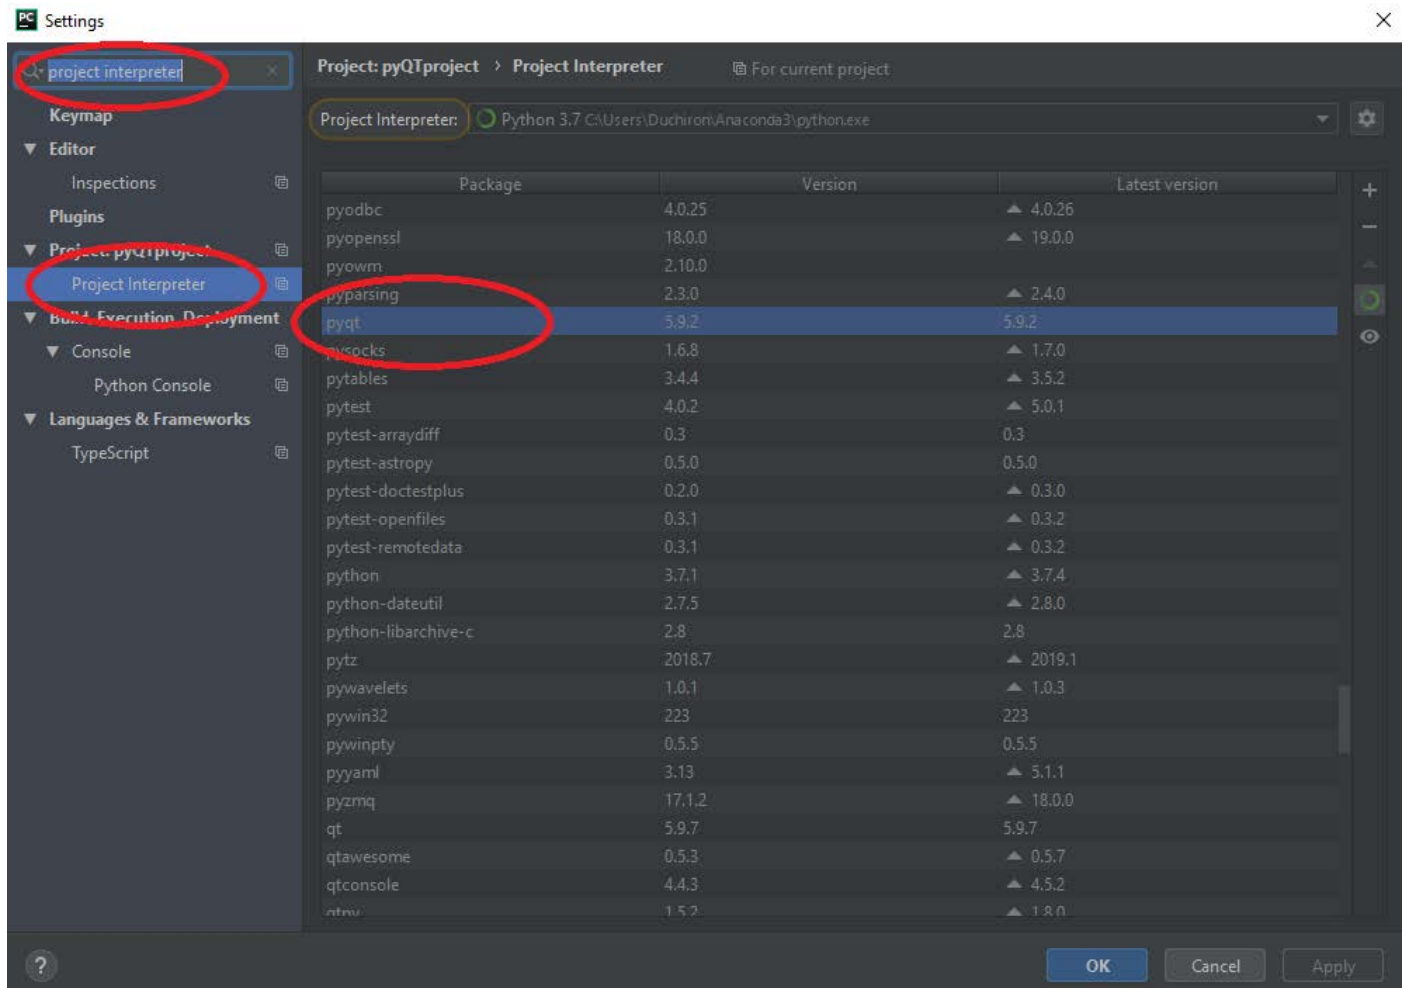 PC Settings
project interpreter
Project: pyQTproject › Project Interpreter For current project
Keymap
Project Interpreter: Python 3.7 C:\Users\Duchiron\Anaconda3\python.exe
Editor
Inspections
Plugins
Project: pyQTproject
Project Interpreter
Build, Execution, Deployment
Console
Python Console
Languages & Frameworks
TypeScript
Package Version Latest version
pyodbc 4.0.25 4.0.26
pyopenssl 18.0.0 19.0.0
pyowm 2.10.0
pyparsing 2.3.0 2.4.0
pyqt 5.9.2 5.9.2
pysocks 1.6.8 1.7.0
pytables 3.4.4 3.5.2
pytest 4.0.2 5.0.1
pytest-arraydiff 0.3 0.3
pytest-astropy 0.5.0 0.5.0
pytest-doctestplus 0.2.0 0.3.0
pytest-openfiles 0.3.1 0.3.2
pytest-remotedata 0.3.1 0.3.2
python 3.7.1 3.7.4
python-dateutil 2.7.5 2.8.0
python-libarchive-c 2.8 2.8
pytz 2018.7 2019.1
pywavelets 1.0.1 1.0.3
pywin32 223 223
pywinpty 0.5.5 0.5.5
pyyaml 3.13 5.1.1
pyzmq 17.1.2 18.0.0
qt 5.9.7 5.9.7
qtawesome 0.5.3 0.5.7
qtconsole 4.4.3 4.5.2
qtpy 1.5.2 1.8.0
? OK Cancel Apply